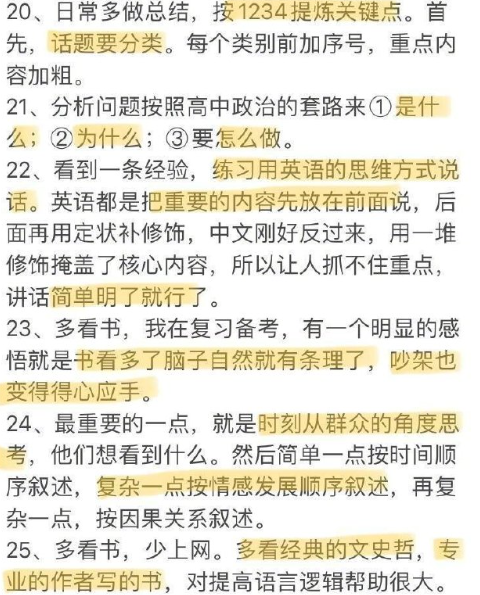 20、日常多做总结，按1234提炼关键点。首
先，话题要分类。每个类别前加序号，重点内
容加粗。
21、分析问题按照高中政治的套路来①是什
么；②为什么；③要怎么做。
22、看到一条经验，练习用英语的思维方式说
话。英语都是把重要的内容先放在前面说，后
面再用定状补修饰，中文刚好反过来，用一堆
修饰掩盖了核心内容，所以让人抓不住重点，
讲话简单明了就行了。
23、多看书，我在复习备考，有一个明显的感
悟就是书看多了脑子自然就有条理了，吵架也
变得得心应手。
24、最重要的一点，就是时刻从群众的角度思
考，他们想看到什么。然后简单一点按时间顺
序叙述，复杂一点按情感发展顺序叙述，再复
杂一点，按因果关系叙述。
25、多看书，少上网。多看经典的文史哲，专
业的作者写的书，对提高语言逻辑帮助很大。